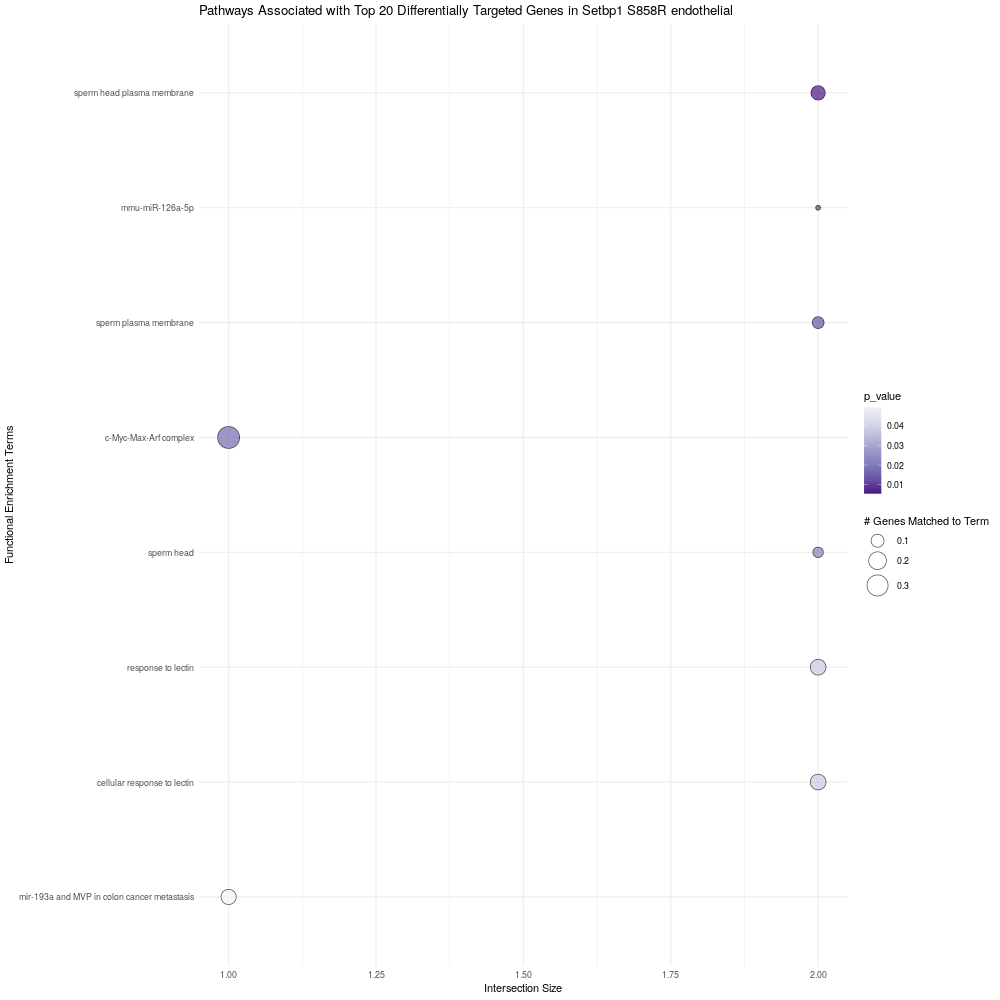 Pathways Associated with Top 20 Differentially Targeted Genes in Setbp1 S858R endothelial
Functional Enrichment Terms
sperm head plasma membrane
mmu-miR-126a-5p
sperm plasma membrane
c-Myc-Max-Arf complex
sperm head
response to lectin
cellular response to lectin
mir-193a and MVP in colon cancer metastasis
1.00 1.25 1.50 1.75 2.00
Intersection Size
p_value
0.04
0.03
0.02
0.01
# Genes Matched to Term
0.1
0.2
0.3